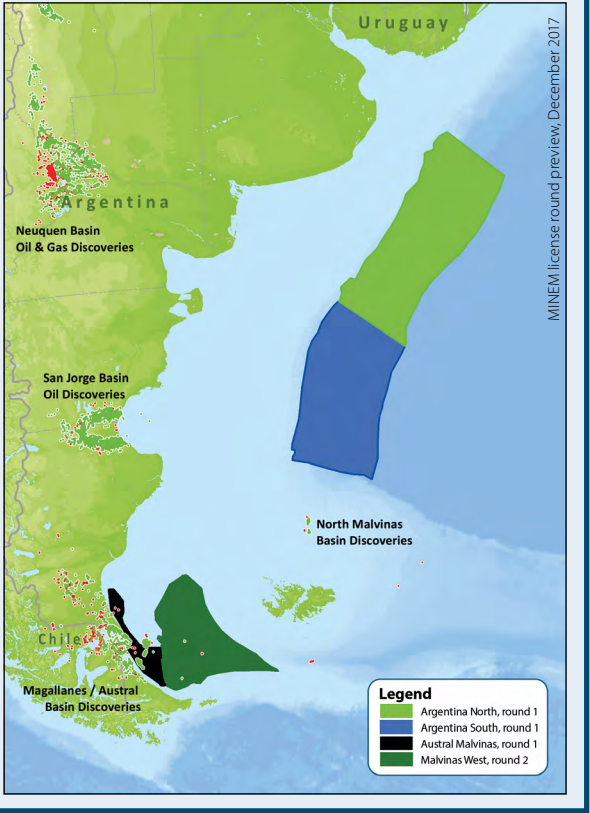 Uruguay
MINEM license round preview, December 2017
Argentina
Neuquen Basin
Oil & Gas Discoveries
San Jorge Basin
Oil Discoveries
North Malvinas
Basin Discoveries
Chile
Magallanes / Austral
Basin Discoveries
Legend
Argentina North, round 1
Argentina South, round 1
Austral Malvinas, round 1
Malvinas West, round 2